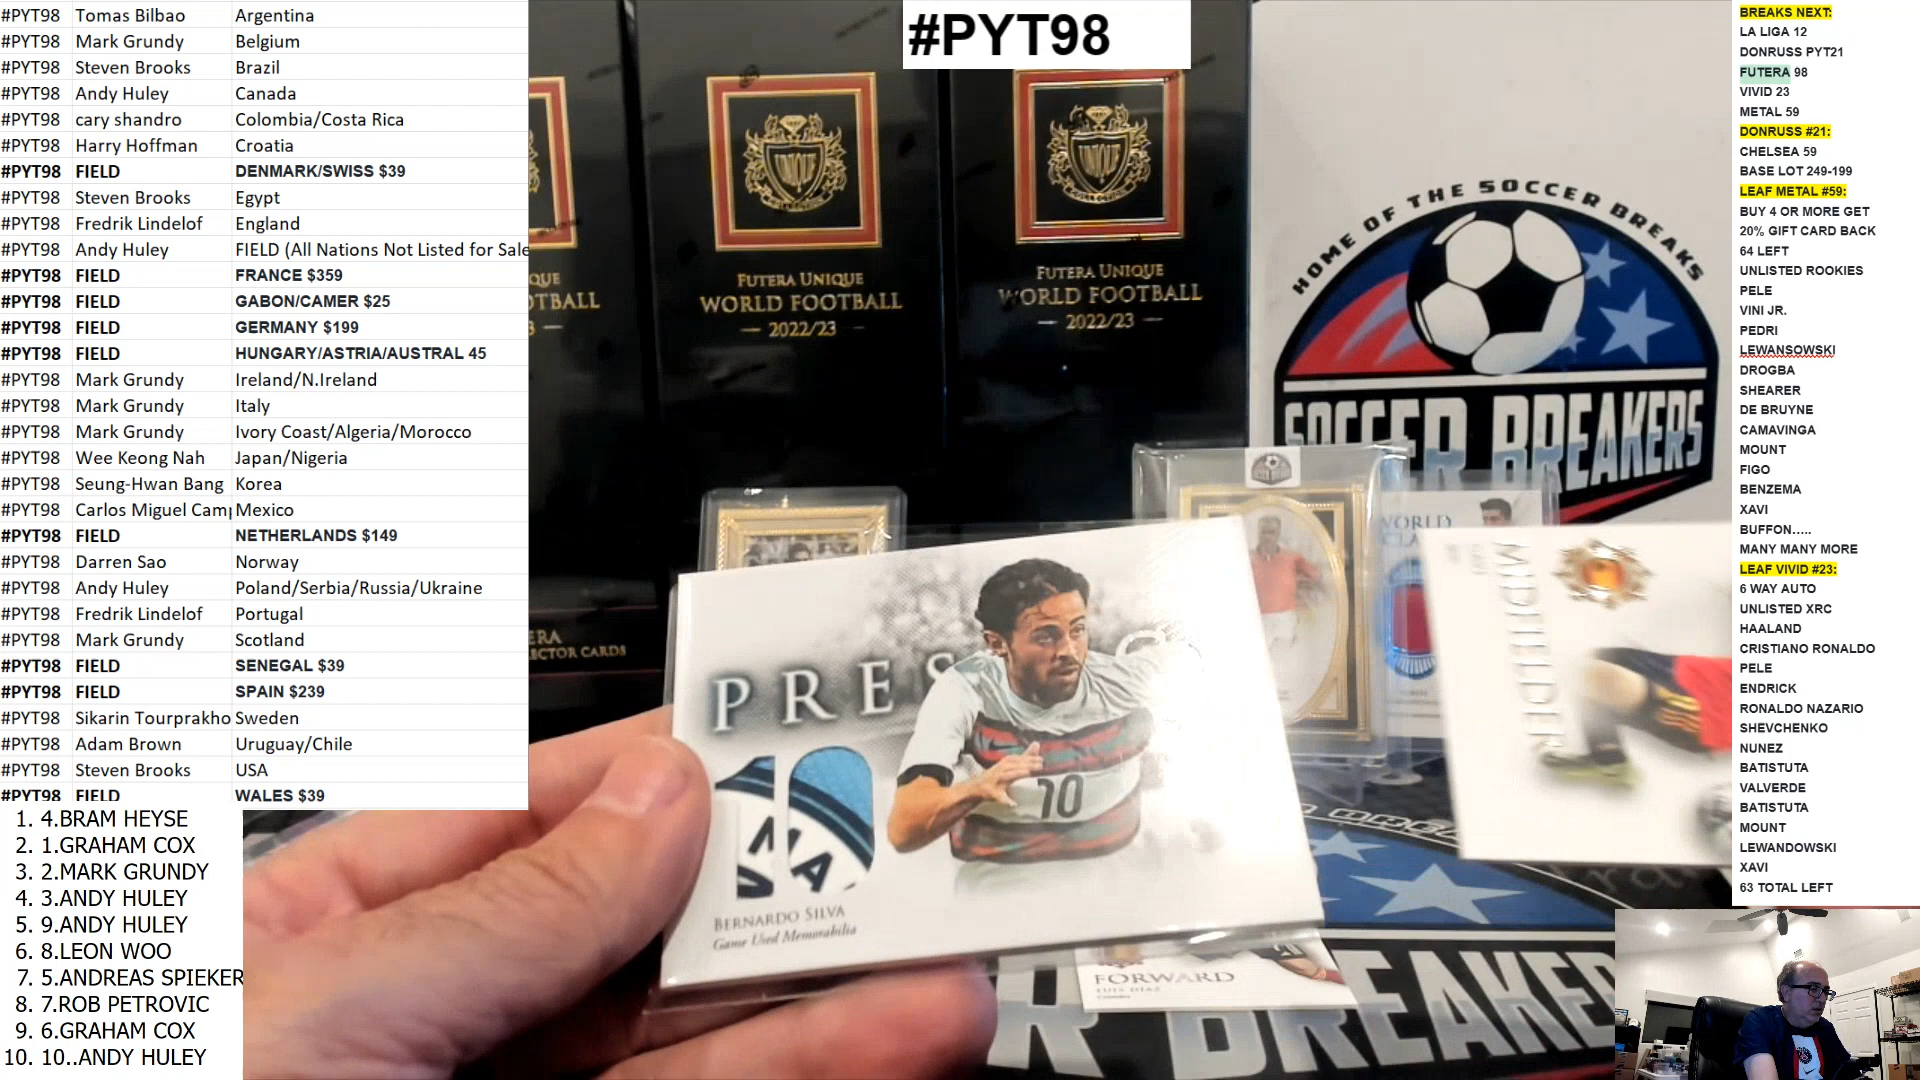 #PYT98 Tomas Bilbao Argentina
#PYT98 Mark Grundy Belgium
#PYT98 Steven Brooks Brazil
#PYT98 Andy Huley Canada
#PYT98 cary shandro Colombia/Costa Rica
#PYT98 Harry Hoffman Croatia
#PYT98 FIELD DENMARK/SWISS $39
#PYT98 Steven Brooks Egypt
#PYT98 Fredrik Lindelof England
#PYT98 Andy Huley FIELD (All Nations Not Listed for Sale
#PYT98 FIELD FRANCE $359
#PYT98 FIELD GABON/CAMER $25
#PYT98 FIELD GERMANY $199
#PYT98 FIELD HUNGARY/ASTRIA/AUSTRAL 45
#PYT98 Mark Grundy Ireland/N.Ireland
#PYT98 Mark Grundy Italy
#PYT98 Mark Grundy Ivory Coast/Algeria/Morocco
#PYT98 Wee Keong Nah Japan/Nigeria
#PYT98 Seung-Hwan Bang Korea
#PYT98 Carlos Miguel Cam Mexico
#PYT98 FIELD NETHERLANDS $149
#PYT98 Darren Sao Norway
#PYT98 Andy Huley Poland/Serbia/Russia/Ukraine
#PYT98 Fredrik Lindelof Portugal
#PYT98 Mark Grundy Scotland
#PYT98 FIELD SENEGAL $39
#PYT98 FIELD SPAIN $239
#PYT98 Sikarin Tourprakho Sweden
#PYT98 Adam Brown Uruguay/Chile
#PYT98 Steven Brooks USA
#PYT98 FIELD WALES $39
1. 4.BRAM HEYSE
2. 1.GRAHAM COX
3. 2.MARK GRUNDY
4. 3.ANDY HULEY
5. 9.ANDY HULEY
6. 8.LEON WOO
7. 5.ANDREAS SPIEKER
8. 7.ROB PETROVIC
9. 6.GRAHAM COX
10. 10..ANDY HULEY
#PYT98
UNIQUE
FUTERA UNIQUE
WORLD FOOTBALL
— 2022/23 —
UNIQUE
FUTERA UNIQUE
WORLD FOOTBALL
— 2022/23 —
HOME OF THE SOCCER BREAKS
SOCCER BREAKERS
WORLD
PRES
10
BERNARDO SILVA
Game Used Memorabilia
MIDFIELDER
FORWARD
LUIS DIAZ
BREAKER
BREAKS NEXT:
LA LIGA 12
DONRUSS PYT21
FUTERA 98
VIVID 23
METAL 59
DONRUSS #21:
CHELSEA 59
BASE LOT 249-199
LEAF METAL #59:
BUY 4 OR MORE GET
20% GIFT CARD BACK
64 LEFT
UNLISTED ROOKIES
PELE
VINI JR.
PEDRI
LEWANSOWSKI
DROGBA
SHEARER
DE BRUYNE
CAMAVINGA
MOUNT
FIGO
BENZEMA
XAVI
BUFFON.....
MANY MANY MORE
LEAF VIVID #23:
6 WAY AUTO
UNLISTED XRC
HAALAND
CRISTIANO RONALDO
PELE
ENDRICK
RONALDO NAZARIO
SHEVCHENKO
NUNEZ
BATISTUTA
VALVERDE
BATISTUTA
MOUNT
LEWANDOWSKI
XAVI
63 TOTAL LEFT